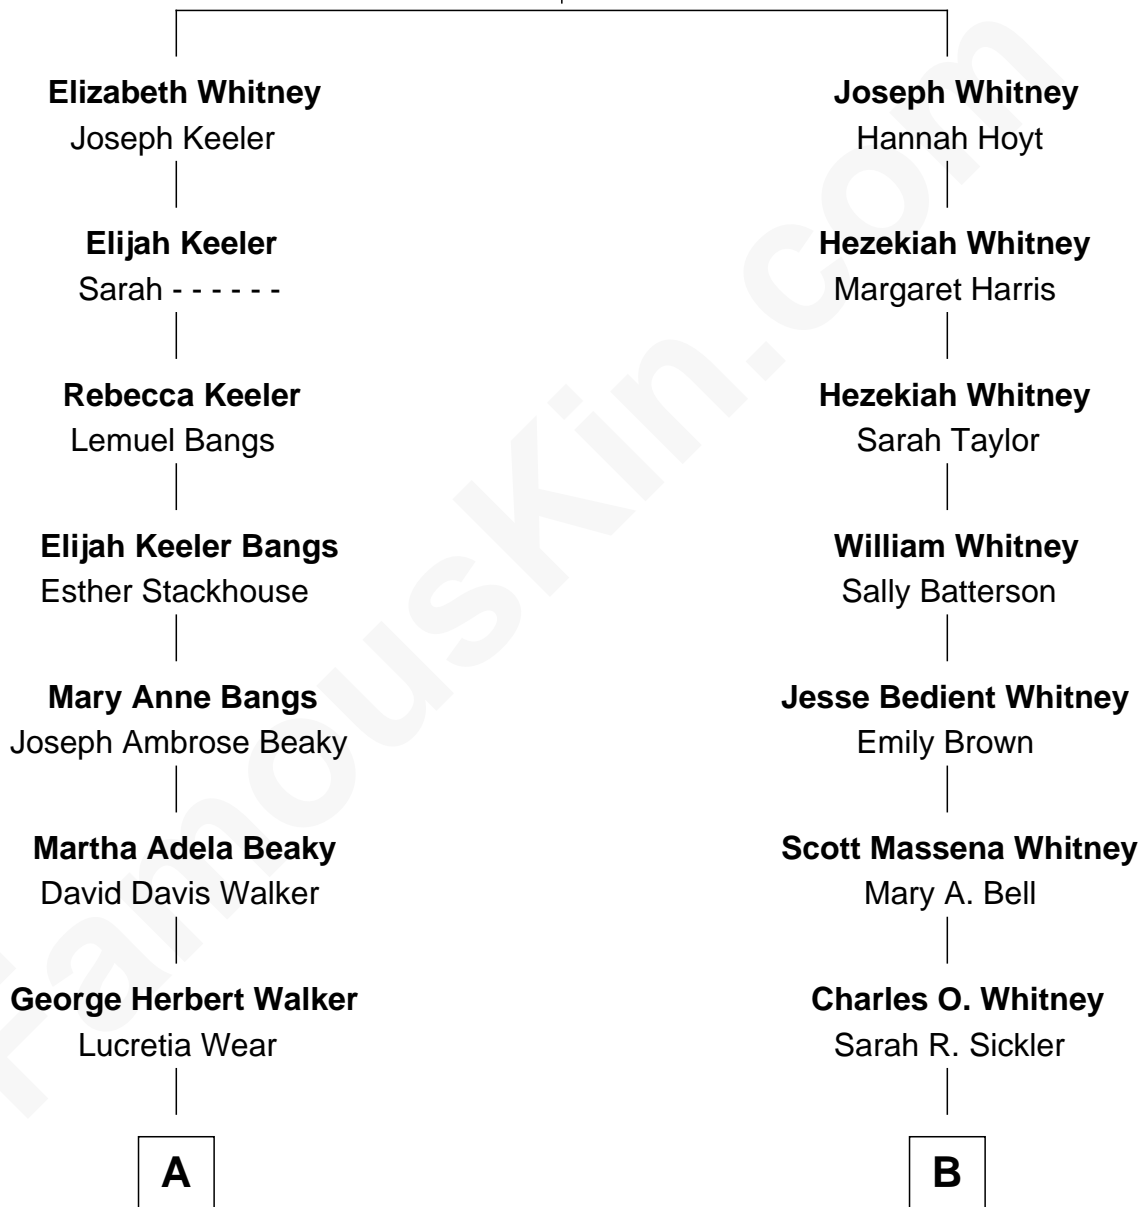 Elizabeth Whitney
Joseph Keeler
Joseph Whitney
Hannah Hoyt
Elijah Keeler
Sarah - - - - - -
Hezekiah Whitney
Margaret Harris
Rebecca Keeler
Lemuel Bangs
Hezekiah Whitney
Sarah Taylor
Elijah Keeler Bangs
Esther Stackhouse
William Whitney
Sally Batterson
Mary Anne Bangs
Joseph Ambrose Beaky
Jesse Bedient Whitney
Emily Brown
Martha Adela Beaky
David Davis Walker
Scott Massena Whitney
Mary A. Bell
George Herbert Walker
Lucretia Wear
Charles O. Whitney
Sarah R. Sickler
A
B
FamousKin.com